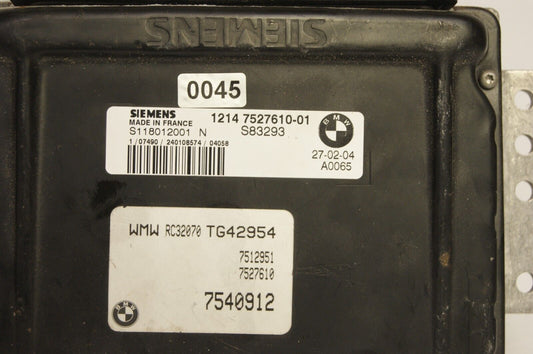 SIEMENS
0045
SIEMENS
MADE IN FRANCE
1214 7527610-01
S118012001 N
S83293
1/07490/240108574/04058
BMW
27-02-04
A0065
WMW RC32070 TG42954
7512951
7527610
7540912
BMW